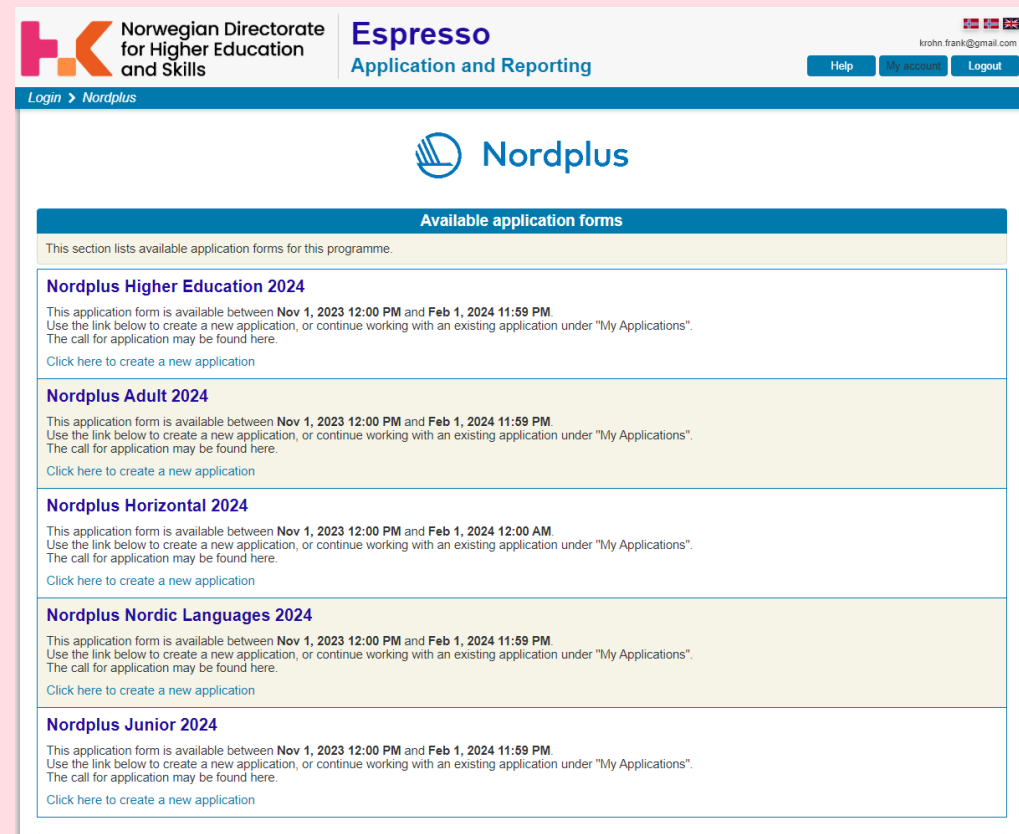 Norwegian Directorate
for Higher Education
and Skills
Espresso
Application and Reporting
krohn.frank@gmail.com
Help My account Logout
Login > Nordplus
Nordplus
Available application forms
This section lists available application forms for this programme.
Nordplus Higher Education 2024
This application form is available between Nov 1, 2023 12:00 PM and Feb 1, 2024 11:59 PM.
Use the link below to create a new application, or continue working with an existing application under "My Applications".
The call for application may be found here.
Click here to create a new application
Nordplus Adult 2024
This application form is available between Nov 1, 2023 12:00 PM and Feb 1, 2024 11:59 PM.
Use the link below to create a new application, or continue working with an existing application under "My Applications".
The call for application may be found here.
Click here to create a new application
Nordplus Horizontal 2024
This application form is available between Nov 1, 2023 12:00 PM and Feb 1, 2024 12:00 AM.
Use the link below to create a new application, or continue working with an existing application under "My Applications".
The call for application may be found here.
Click here to create a new application
Nordplus Nordic Languages 2024
This application form is available between Nov 1, 2023 12:00 PM and Feb 1, 2024 11:59 PM.
Use the link below to create a new application, or continue working with an existing application under "My Applications".
The call for application may be found here.
Click here to create a new application
Nordplus Junior 2024
This application form is available between Nov 1, 2023 12:00 PM and Feb 1, 2024 11:59 PM.
Use the link below to create a new application, or continue working with an existing application under "My Applications".
The call for application may be found here.
Click here to create a new application